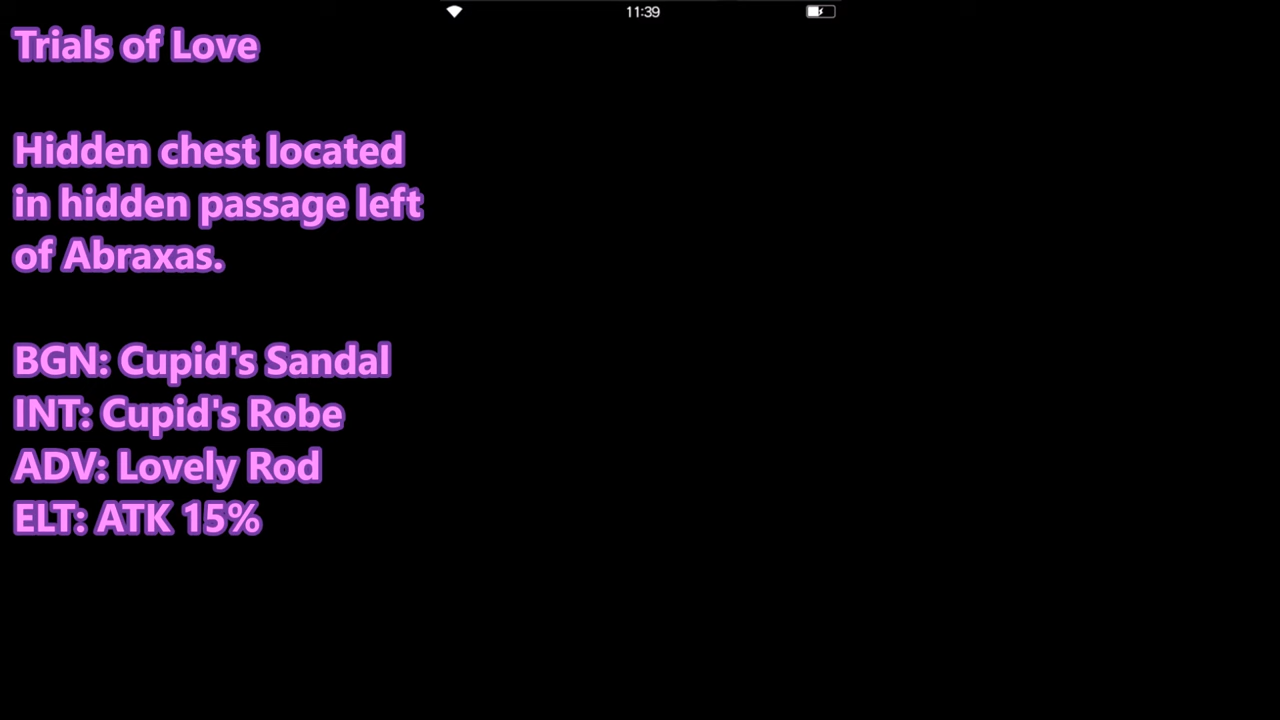 11:39
Trials of Love
Hidden chest located
in hidden passage left
of Abraxas.
BGN: Cupid's Sandal
INT: Cupid's Robe
ADV: Lovely Rod
ELT: ATK 15%